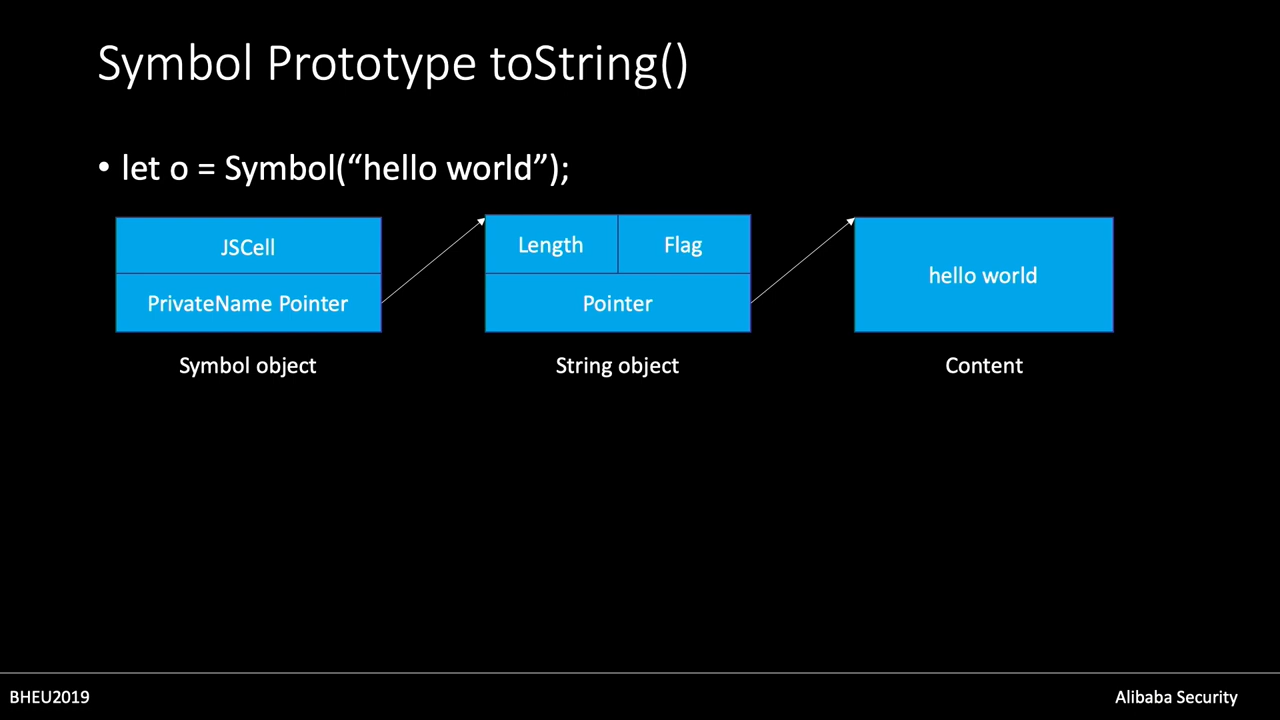 Symbol Prototype toString()
• let o = Symbol(“hello world”);
JSCell
PrivateName Pointer
Symbol object
Length
Flag
Pointer
String object
hello world
Content
BHEU2019
Alibaba Security